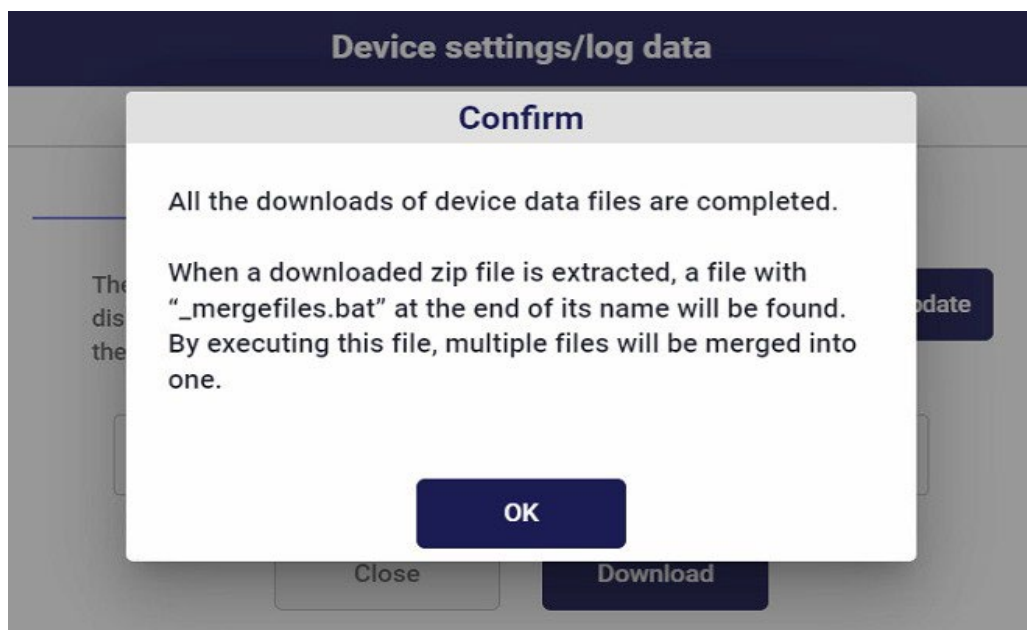 Device settings/log data
Confirm
All the downloads of device data files are completed.
When a downloaded zip file is extracted, a file with
“_mergefiles.bat” at the end of its name will be found.
By executing this file, multiple files will be merged into
one.
OK
Close
Download